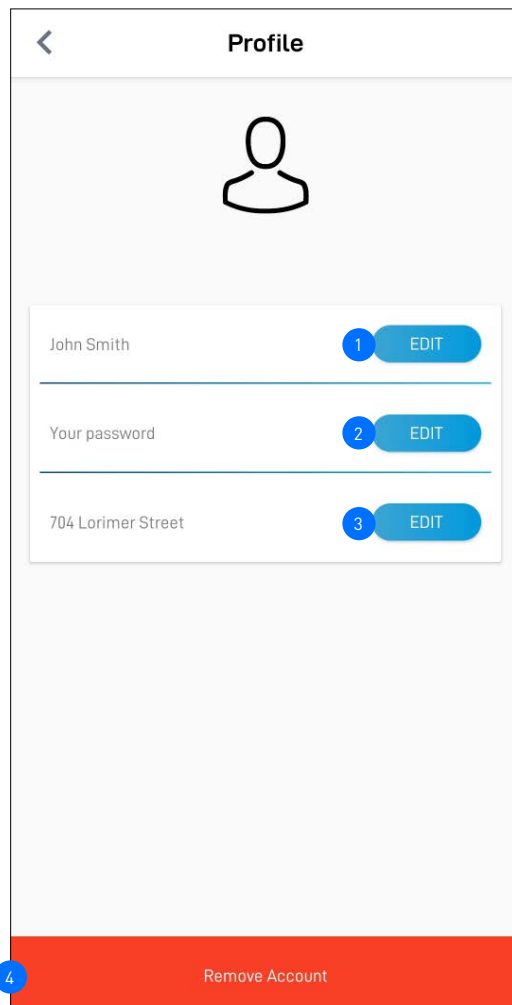 Profile
John Smith 1 EDIT
Your password 2 EDIT
704 Lorimer Street 3 EDIT
4 Remove Account